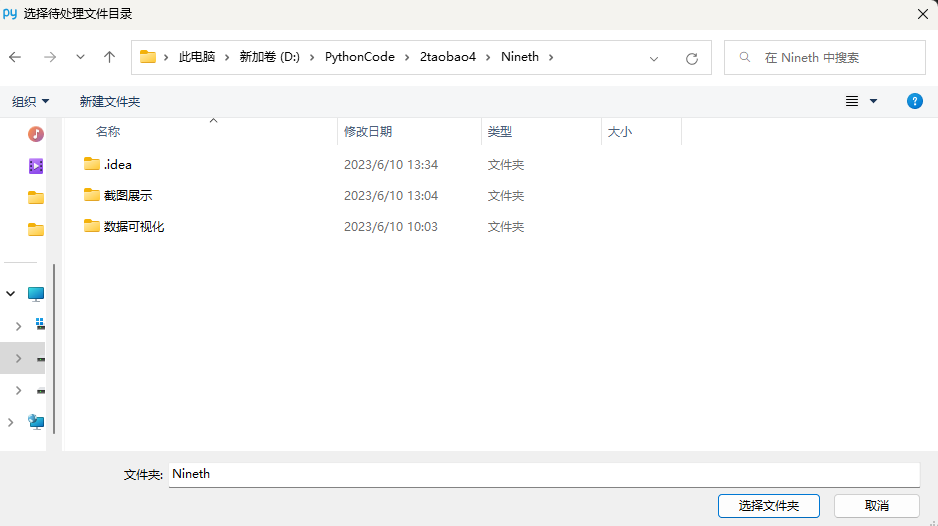 PY 选择待处理文件目录
此电脑 › 新加卷 (D:) › PythonCode › 2taobao4 › Nineth ›
在 Nineth 中搜索
组织 新建文件夹 ?
名称 修改日期 类型 大小
.idea 2023/6/10 13:34 文件夹
截图展示 2023/6/10 13:04 文件夹
数据可视化 2023/6/10 10:03 文件夹
文件夹: Nineth
选择文件夹 取消